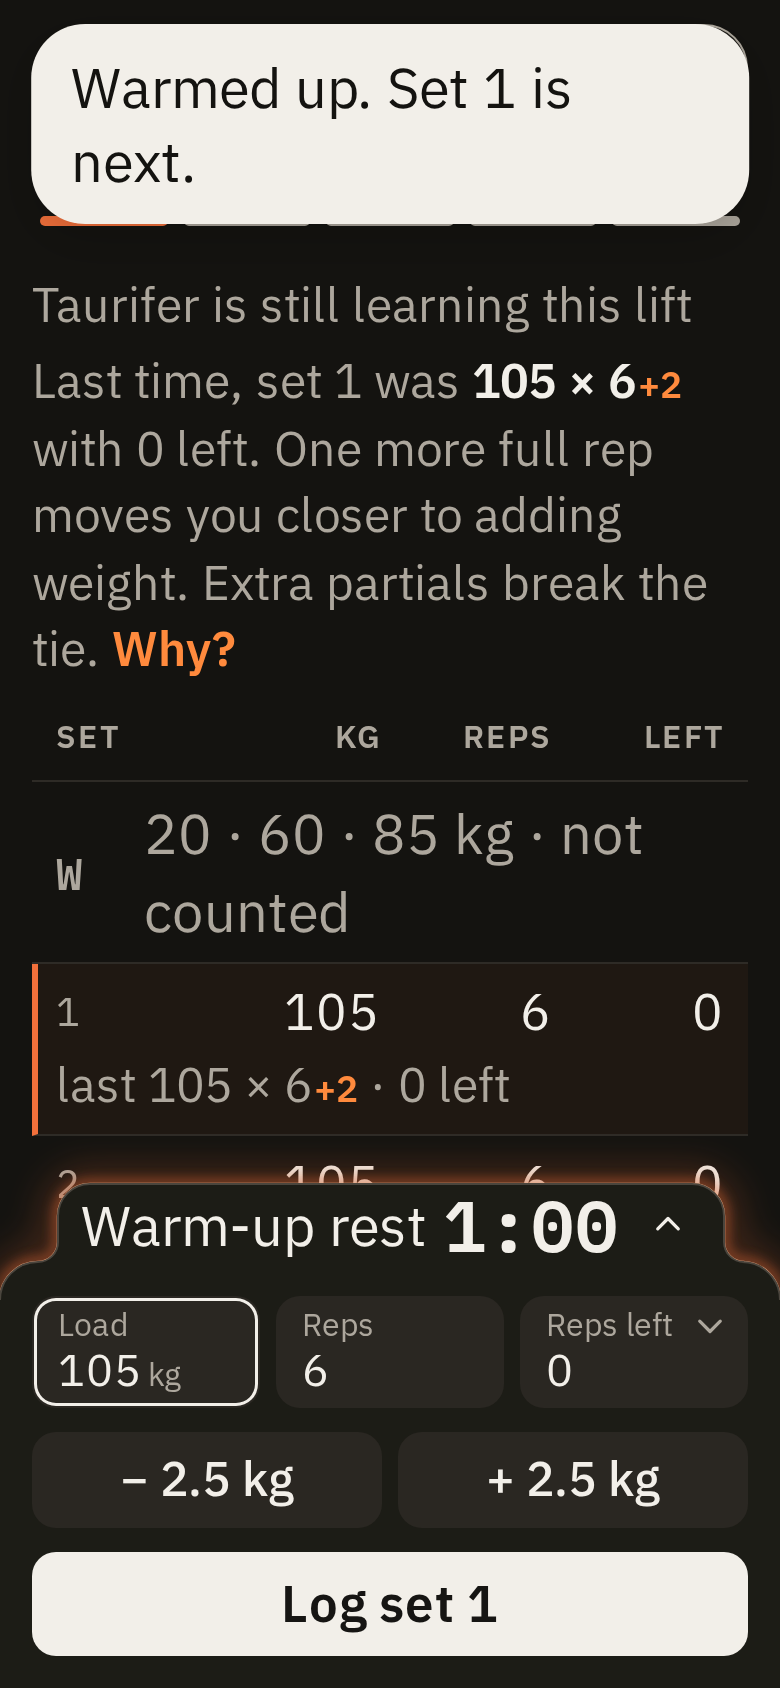 Warmed up. Set 1 is
next.
Taurifer is still learning this lift
Last time, set 1 was 105 × 6+2
with 0 left. One more full rep
moves you closer to adding
weight. Extra partials break the
tie. Why?
SET KG REPS LEFT
W 20 · 60 · 85 kg · not
counted
1 105 6 0
last 105 × 6+2 · 0 left
2 105 6 0
Warm-up rest 1:00
Load Reps Reps left
105 kg 6 0
− 2.5 kg + 2.5 kg
Log set 1